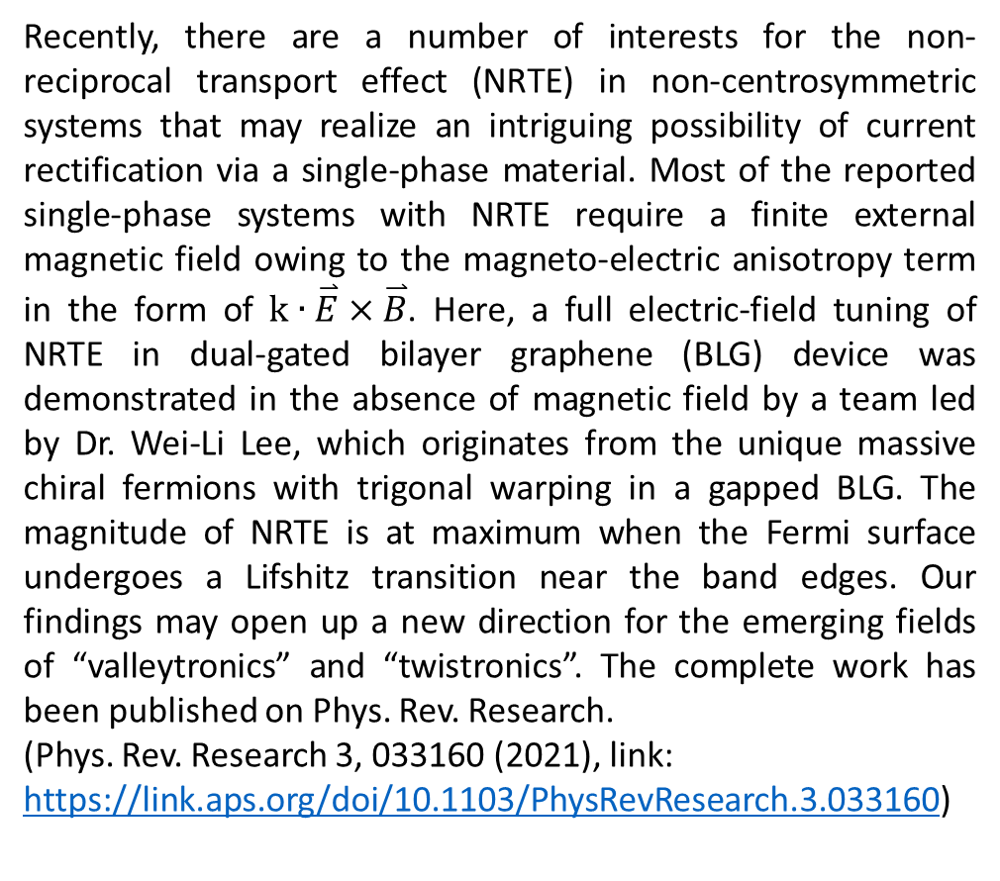 Recently, there are a number of interests for the non-
reciprocal transport effect (NRTE) in non-centrosymmetric
systems that may realize an intriguing possibility of current
rectification via a single-phase material. Most of the reported
single-phase systems with NRTE require a finite external
magnetic field owing to the magneto-electric anisotropy term
in the form of k · E⃗ × B⃗. Here, a full electric-field tuning of
NRTE in dual-gated bilayer graphene (BLG) device was
demonstrated in the absence of magnetic field by a team led
by Dr. Wei-Li Lee, which originates from the unique massive
chiral fermions with trigonal warping in a gapped BLG. The
magnitude of NRTE is at maximum when the Fermi surface
undergoes a Lifshitz transition near the band edges. Our
findings may open up a new direction for the emerging fields
of “valleytronics” and “twistronics”. The complete work has
been published on Phys. Rev. Research.
(Phys. Rev. Research 3, 033160 (2021), link:
https://link.aps.org/doi/10.1103/PhysRevResearch.3.033160)